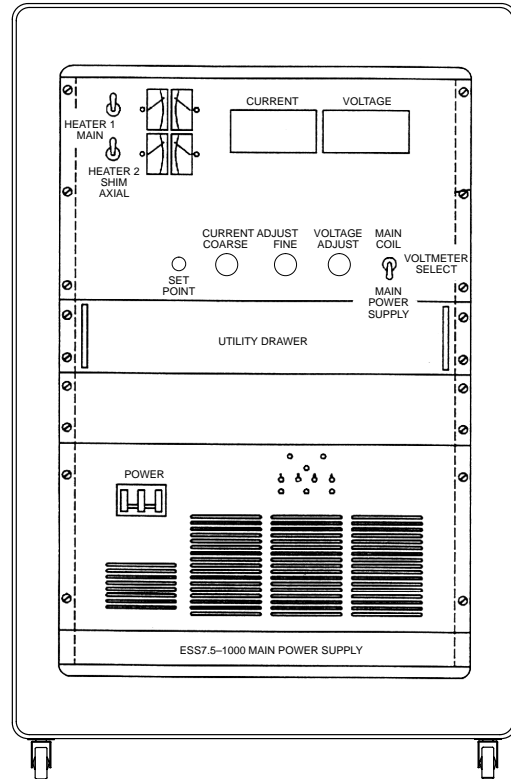 HEATER 1
MAIN
HEATER 2
SHIM
AXIAL
CURRENT
VOLTAGE
CURRENT ADJUST
COARSE FINE
VOLTAGE
ADJUST
MAIN
COIL
VOLTMETER
SELECT
SET
POINT
MAIN
POWER
SUPPLY
UTILITY DRAWER
POWER
ESS7.5–1000 MAIN POWER SUPPLY